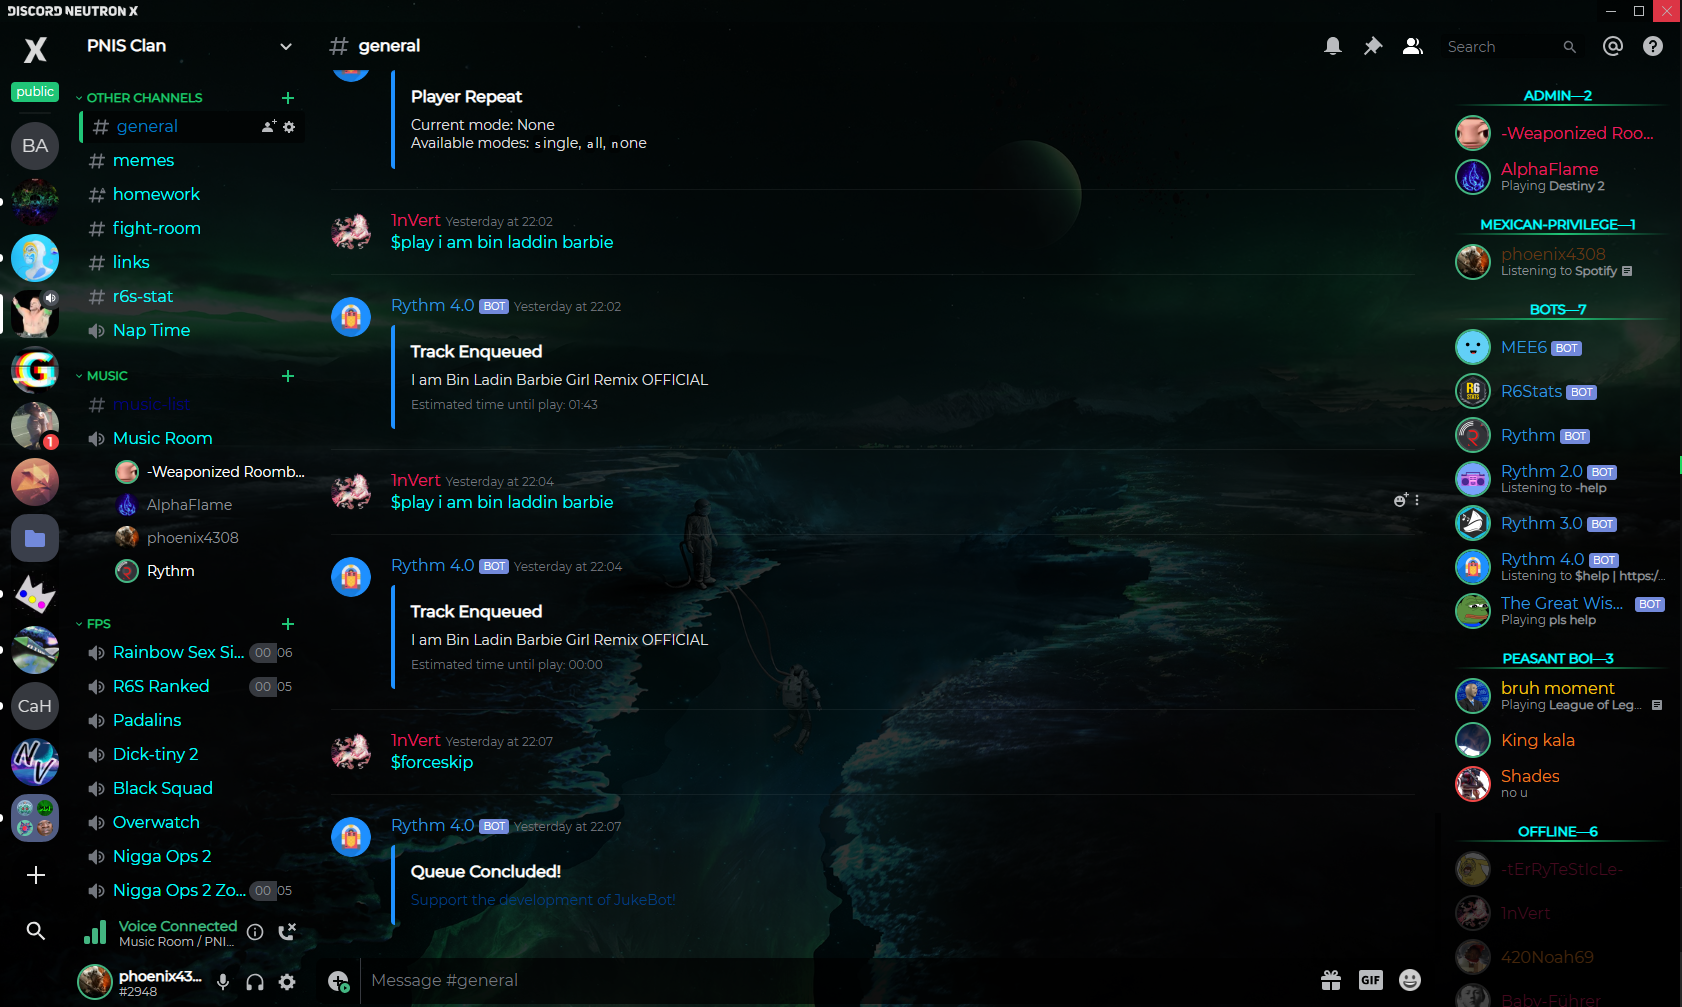 DISCORD NEUTRON X
X
public
BA
1
CaH
NV
PNIS Clan
OTHER CHANNELS
general
memes
homework
fight-room
links
r6s-stat
Nap Time
MUSIC
music-list
Music Room
-Weaponized Roomb...
AlphaFlame
phoenix4308
Rythm
FPS
Rainbow Sex Si... 00 06
R6S Ranked 00 05
Padalins
Dick-tiny 2
Black Squad
Overwatch
Nigga Ops 2
Nigga Ops 2 Zo... 00 05
Voice Connected
Music Room / PNI...
phoenix43...
#2948
# general
Search
Player Repeat
Current mode: None
Available modes: single, all, none
1nVert Yesterday at 22:02
$play i am bin laddin barbie
Rythm 4.0 BOT Yesterday at 22:02
Track Enqueued
I am Bin Ladin Barbie Girl Remix OFFICIAL
Estimated time until play: 01:43
1nVert Yesterday at 22:04
$play i am bin laddin barbie
Rythm 4.0 BOT Yesterday at 22:04
Track Enqueued
I am Bin Ladin Barbie Girl Remix OFFICIAL
Estimated time until play: 00:00
1nVert Yesterday at 22:07
$forceskip
Rythm 4.0 BOT Yesterday at 22:07
Queue Concluded!
Support the development of JukeBot!
Message #general
GIF
ADMIN—2
-Weaponized Roo...
AlphaFlame
Playing Destiny 2
MEXICAN-PRIVILEGE—1
phoenix4308
Listening to Spotify
BOTS—7
MEE6 BOT
R6Stats BOT
Rythm BOT
Rythm 2.0 BOT
Listening to -help
Rythm 3.0 BOT
Rythm 4.0 BOT
Listening to $help | https:/...
The Great Wis... BOT
Playing pls help
PEASANT BOI—3
bruh moment
Playing League of Leg...
King kala
Shades
no u
OFFLINE—6
-tErRyTeStIcLe-
1nVert
420Noah69
Baby-Fuhrer